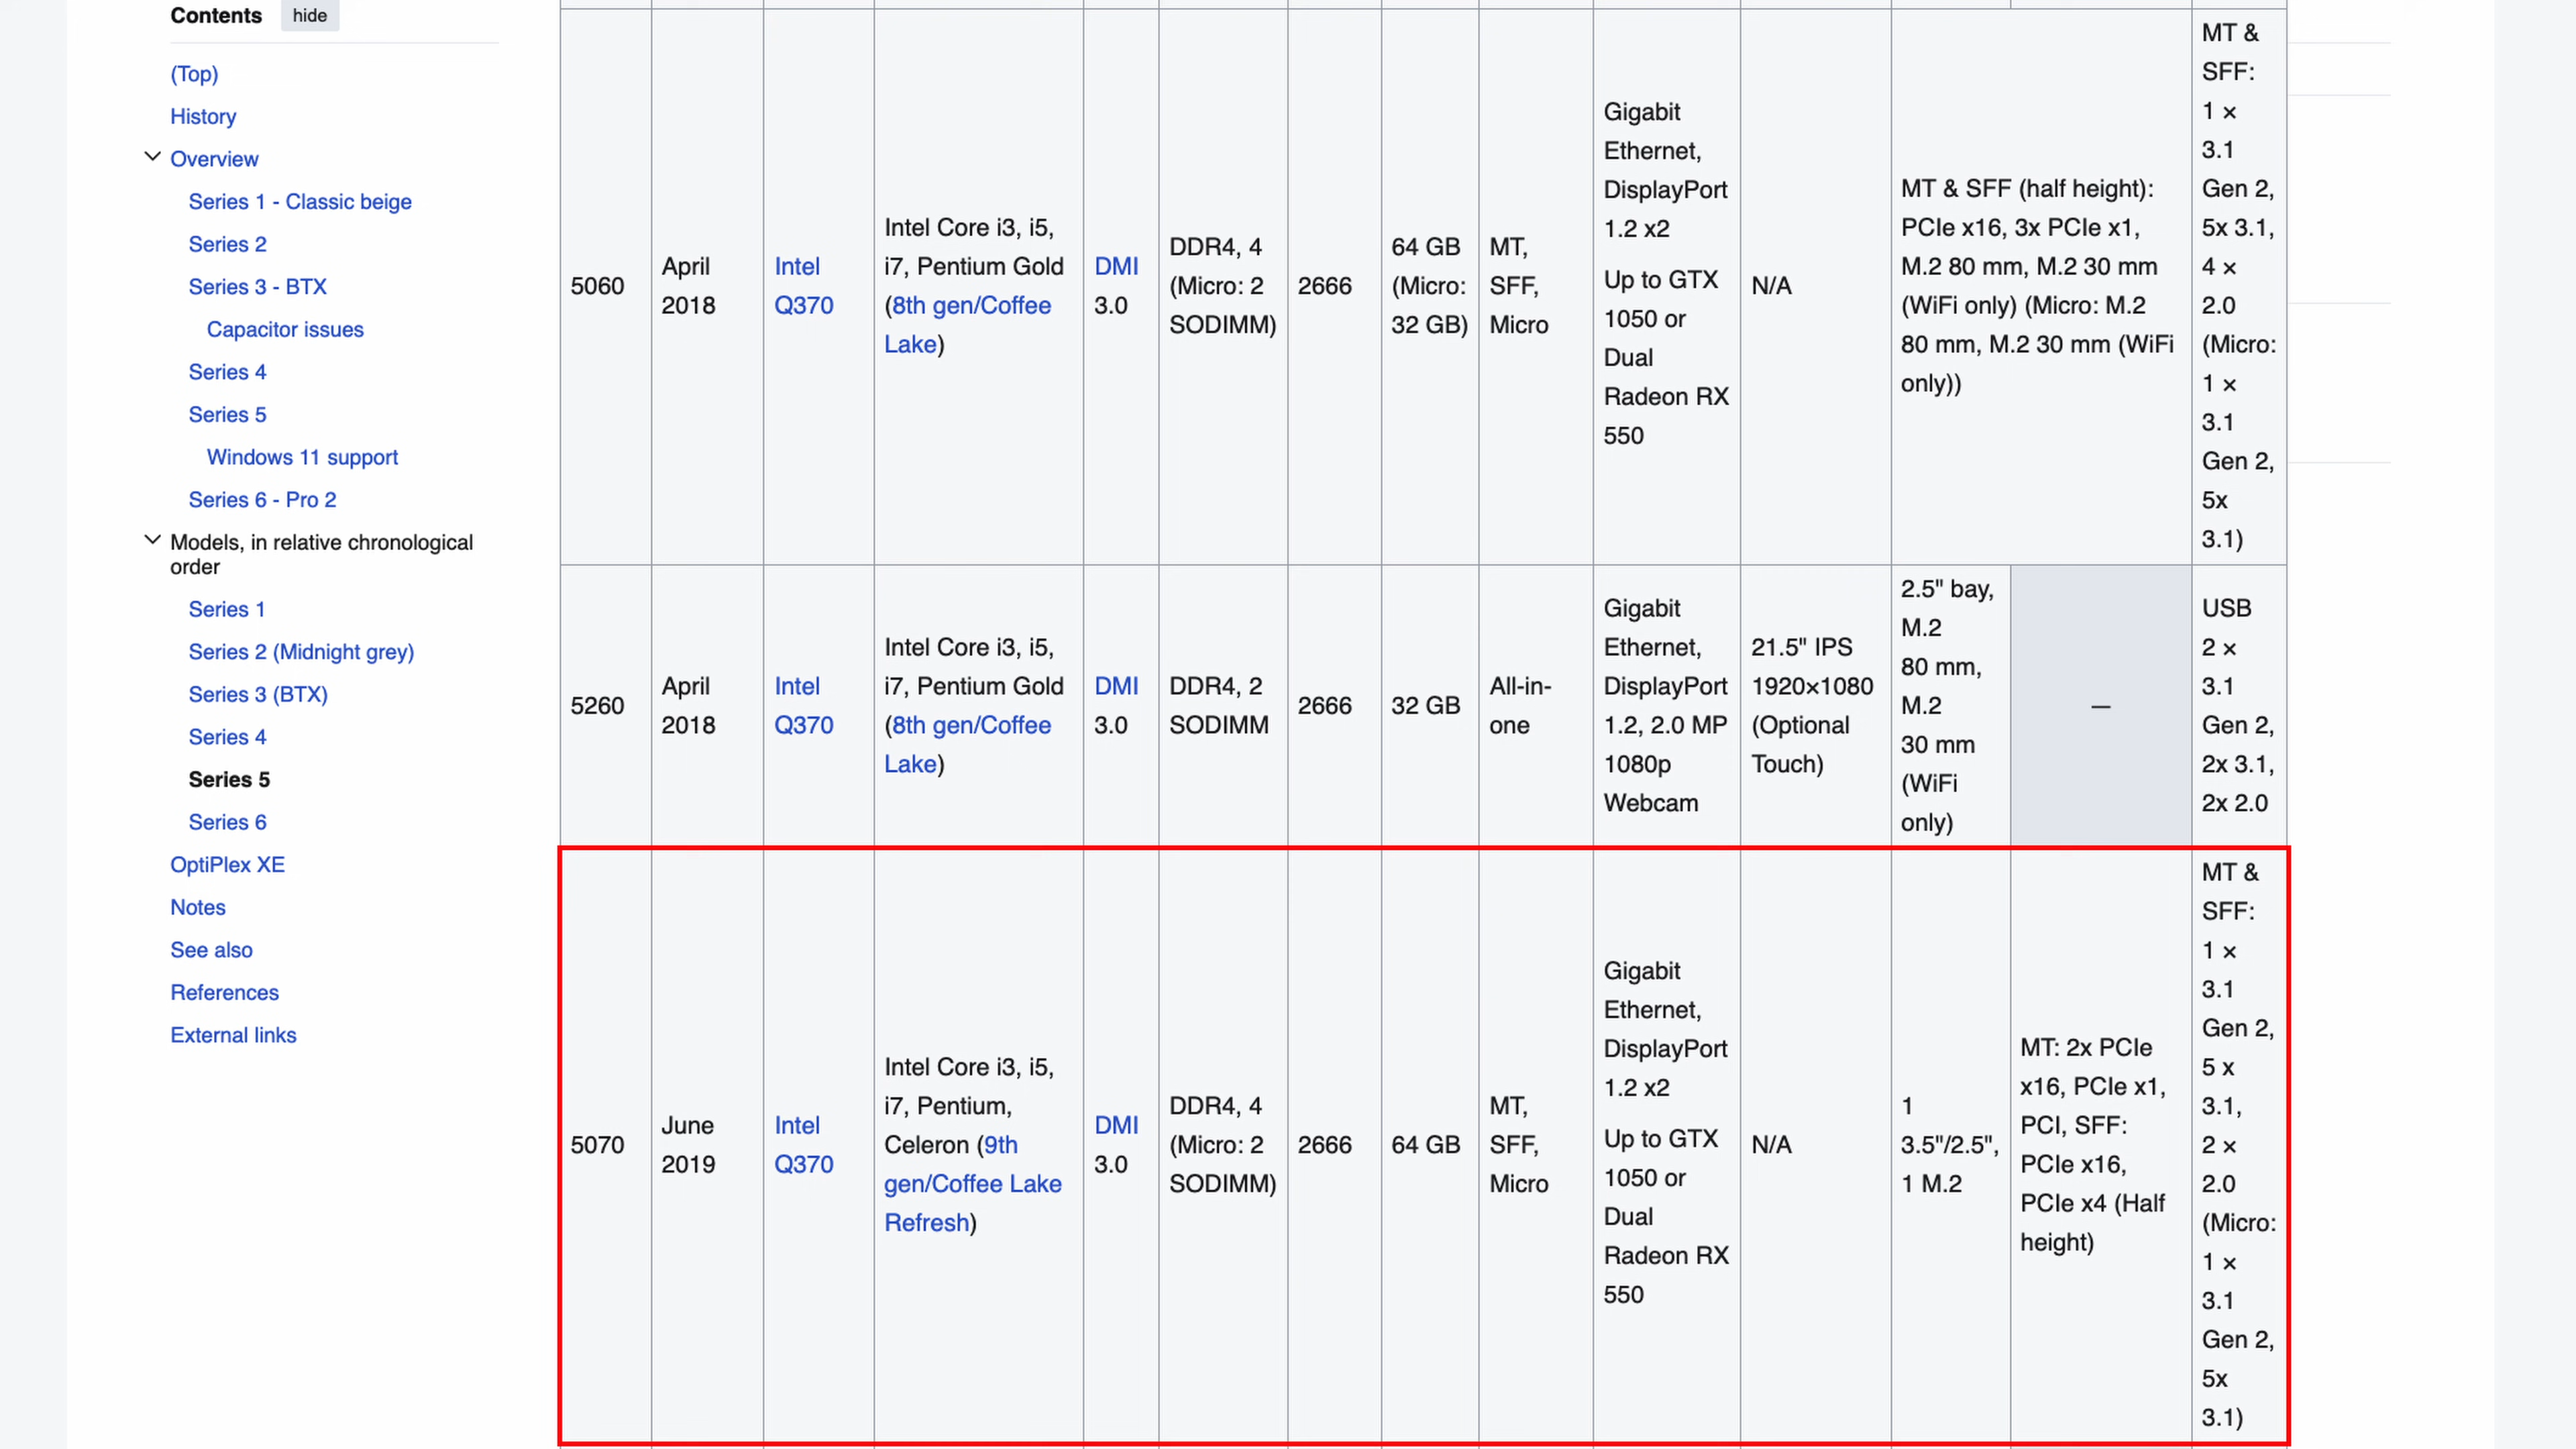 Contents hide
(Top)
History
Overview
Series 1 - Classic beige
Series 2
Series 3 - BTX
Capacitor issues
Series 4
Series 5
Windows 11 support
Series 6 - Pro 2
Models, in relative chronological
order
Series 1
Series 2 (Midnight grey)
Series 3 (BTX)
Series 4
Series 5
Series 6
OptiPlex XE
Notes
See also
References
External links
5060
April
2018
Intel
Q370
Intel Core i3, i5,
i7, Pentium Gold
(8th gen/Coffee
Lake)
DMI
3.0
DDR4, 4
(Micro: 2
SODIMM)
2666
64 GB
(Micro:
32 GB)
MT,
SFF,
Micro
Gigabit
Ethernet,
DisplayPort
1.2 x2
Up to GTX
1050 or
Dual
Radeon RX
550
N/A
MT & SFF (half height):
PCIe x16, 3x PCIe x1,
M.2 80 mm, M.2 30 mm
(WiFi only) (Micro: M.2
80 mm, M.2 30 mm (WiFi
only))
MT &
SFF:
1 ×
3.1
Gen 2,
5x 3.1,
4 ×
2.0
(Micro:
1 ×
3.1
Gen 2,
5x
3.1)
5260
April
2018
Intel
Q370
Intel Core i3, i5,
i7, Pentium Gold
(8th gen/Coffee
Lake)
DMI
3.0
DDR4, 2
SODIMM
2666
32 GB
All-in-
one
Gigabit
Ethernet,
DisplayPort
1.2, 2.0 MP
1080p
Webcam
21.5" IPS
1920×1080
(Optional
Touch)
2.5" bay,
M.2
80 mm,
M.2
30 mm
(WiFi
only)
—
USB
2 ×
3.1
Gen 2,
2x 3.1,
2x 2.0
5070
June
2019
Intel
Q370
Intel Core i3, i5,
i7, Pentium,
Celeron (9th
gen/Coffee Lake
Refresh)
DMI
3.0
DDR4, 4
(Micro: 2
SODIMM)
2666
64 GB
MT,
SFF,
Micro
Gigabit
Ethernet,
DisplayPort
1.2 x2
Up to GTX
1050 or
Dual
Radeon RX
550
N/A
1
3.5"/2.5",
1 M.2
MT: 2x PCIe
x16, PCIe x1,
PCI, SFF:
PCIe x16,
PCIe x4 (Half
height)
MT &
SFF:
1 ×
3.1
Gen 2,
5 x
3.1,
2 ×
2.0
(Micro:
1 ×
3.1
Gen 2,
5x
3.1)